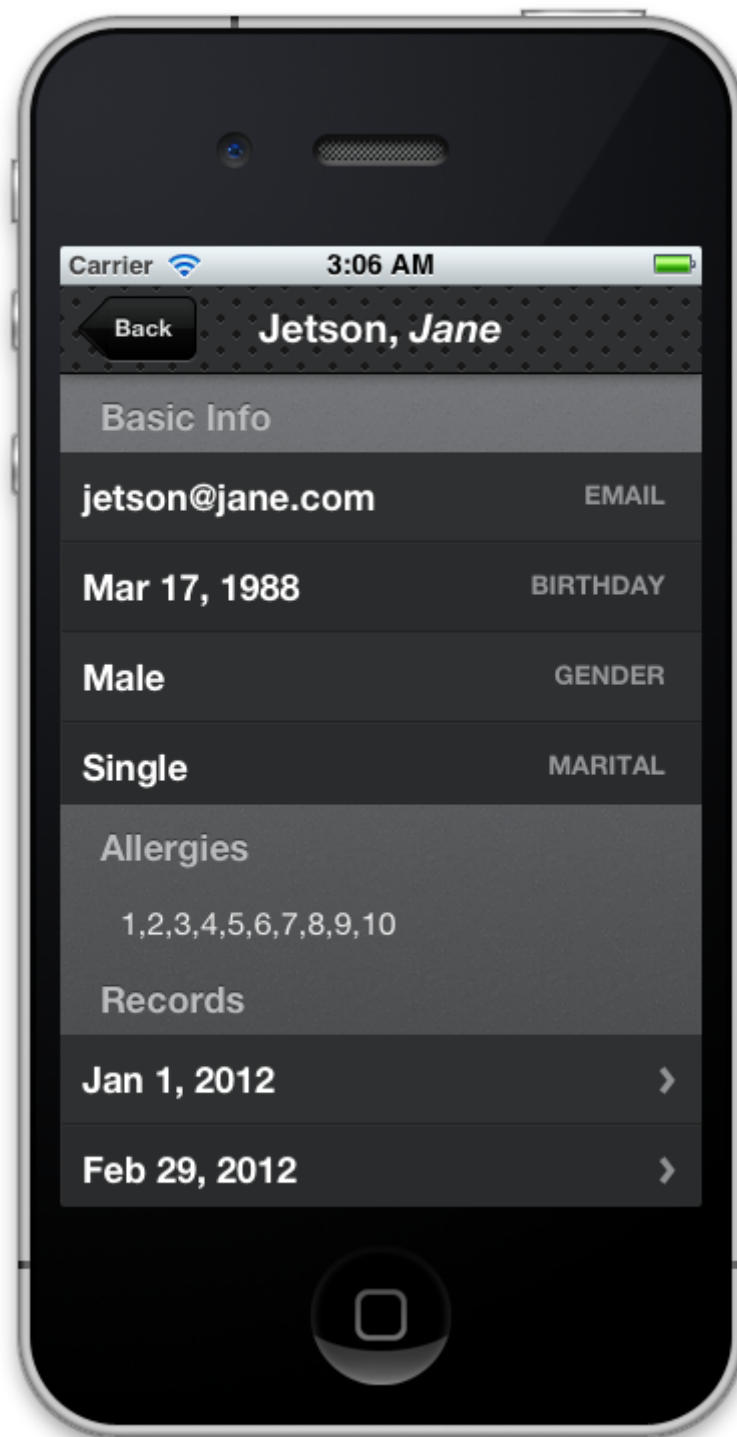 Carrier 3:06 AM
Back Jetson, Jane
Basic Info
jetson@jane.com EMAIL
Mar 17, 1988 BIRTHDAY
Male GENDER
Single MARITAL
Allergies
1,2,3,4,5,6,7,8,9,10
Records
Jan 1, 2012
Feb 29, 2012